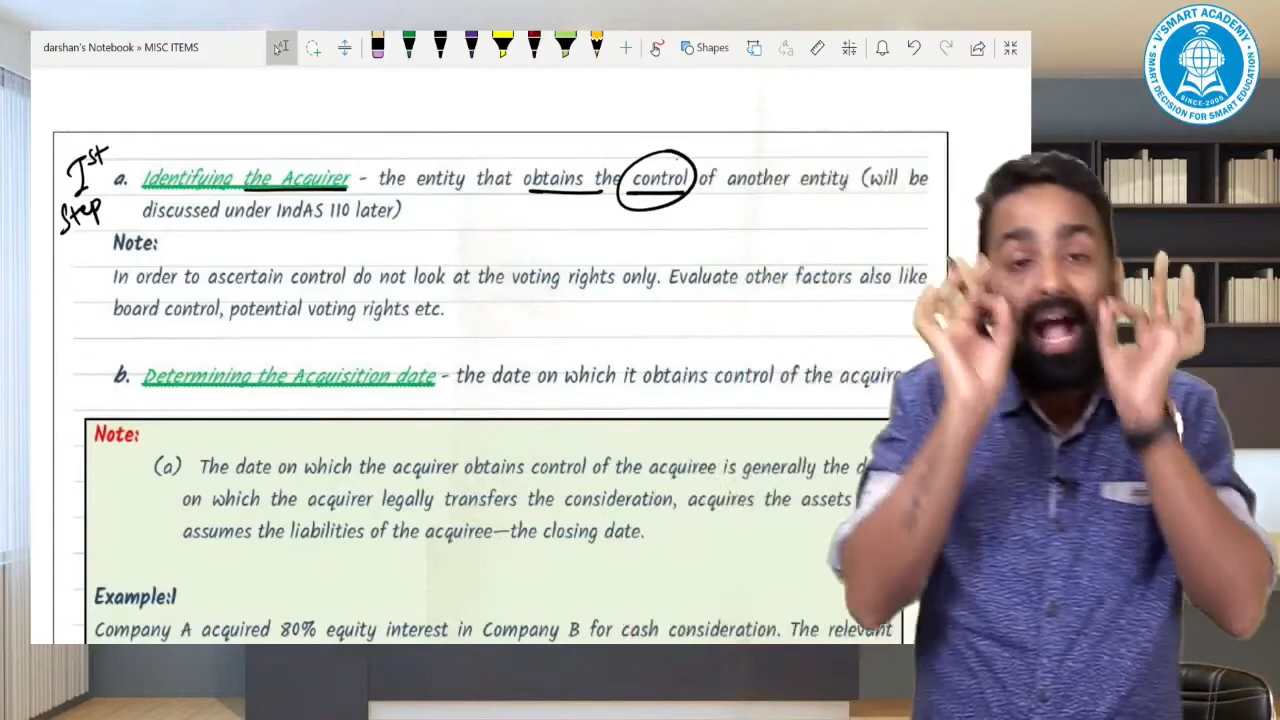 darshan's Notebook » MISC ITEMS
Shapes
V'SMART ACADEMY
SINCE-2005
SMART DECISION FOR SMART EDUCATION
Ist
Step
a. Identifying the Acquirer - the entity that obtains the control of another entity (will be
discussed under IndAS 110 later)
Note:
In order to ascertain control do not look at the voting rights only. Evaluate other factors also like
board control, potential voting rights etc.
b. Determining the Acquisition date - the date on which it obtains control of the
Note:
(a) The date on which the acquirer obtains control of the acquiree is generally the
on which the acquirer legally transfers the consideration, acquires the assets
assumes the liabilities of the acquiree—the closing date.
Example:1
Company A acquired 80% equity interest in Company B for cash consideration. The relevant